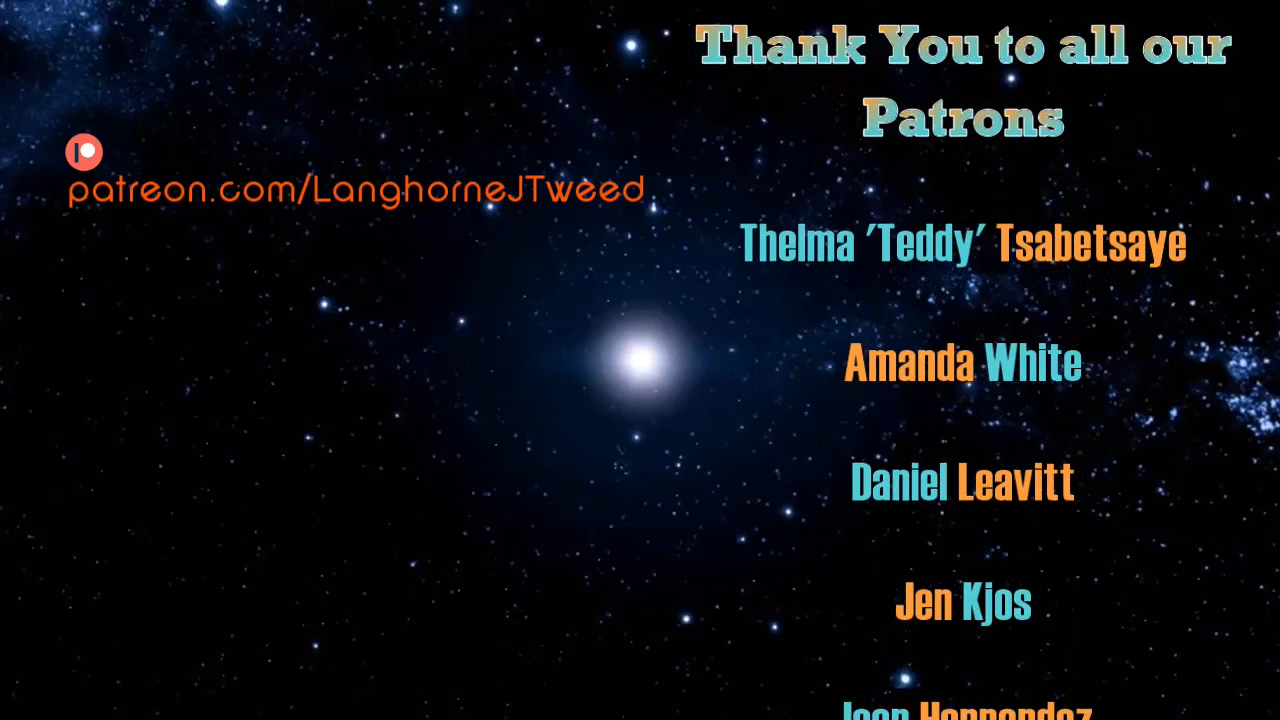 Thank You to all our
Patrons
patreon.com/LanghorneJTweed
Thelma 'Teddy' Tsabetsaye
Amanda White
Daniel Leavitt
Jen Kjos